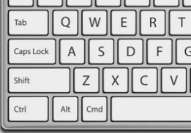 Tab Q W E R T
Caps Lock A S D F G
Shift Z X C V
Ctrl Alt Cmd